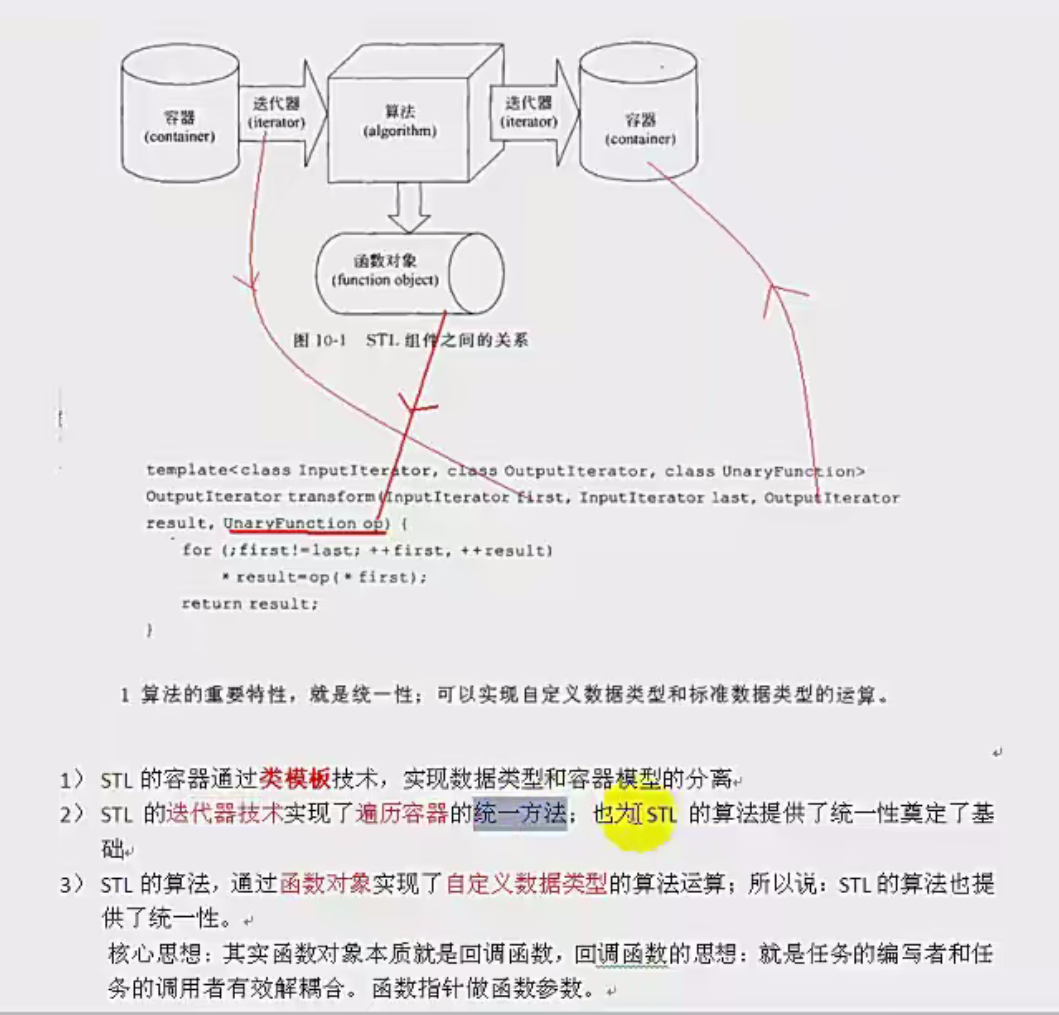 容器 迭代器 算法 迭代器 容器
(container) (iterator) (algorithm) (iterator) (container)
函数对象
(function object)
图 10-1 STL 组件之间的关系
template<class InputIterator, class OutputIterator, class UnaryFunction>
OutputIterator transform(InputIterator first, InputIterator last, OutputIterator
result, UnaryFunction op) {
for (;first!=last; ++first, ++result)
* result=op(* first);
return result;
}
1 算法的重要特性，就是统一性；可以实现自定义数据类型和标准数据类型的运算。
1） STL 的容器通过类模板技术，实现数据类型和容器模型的分离
2） STL 的迭代器技术实现了遍历容器的统一方法；也为 STL 的算法提供了统一性奠定了基
础
3） STL 的算法，通过函数对象实现了自定义数据类型的算法运算；所以说：STL 的算法也提
供了统一性。
核心思想：其实函数对象本质就是回调函数，回调函数的思想：就是任务的编写者和任
务的调用者有效解耦合。函数指针做函数参数。